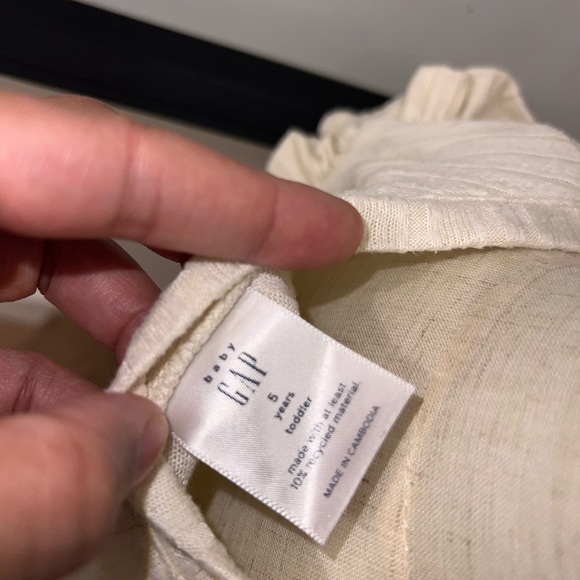 baby
GAP
5
years
toddler
made with at least
10% recycled material.
MADE IN CAMBODIA